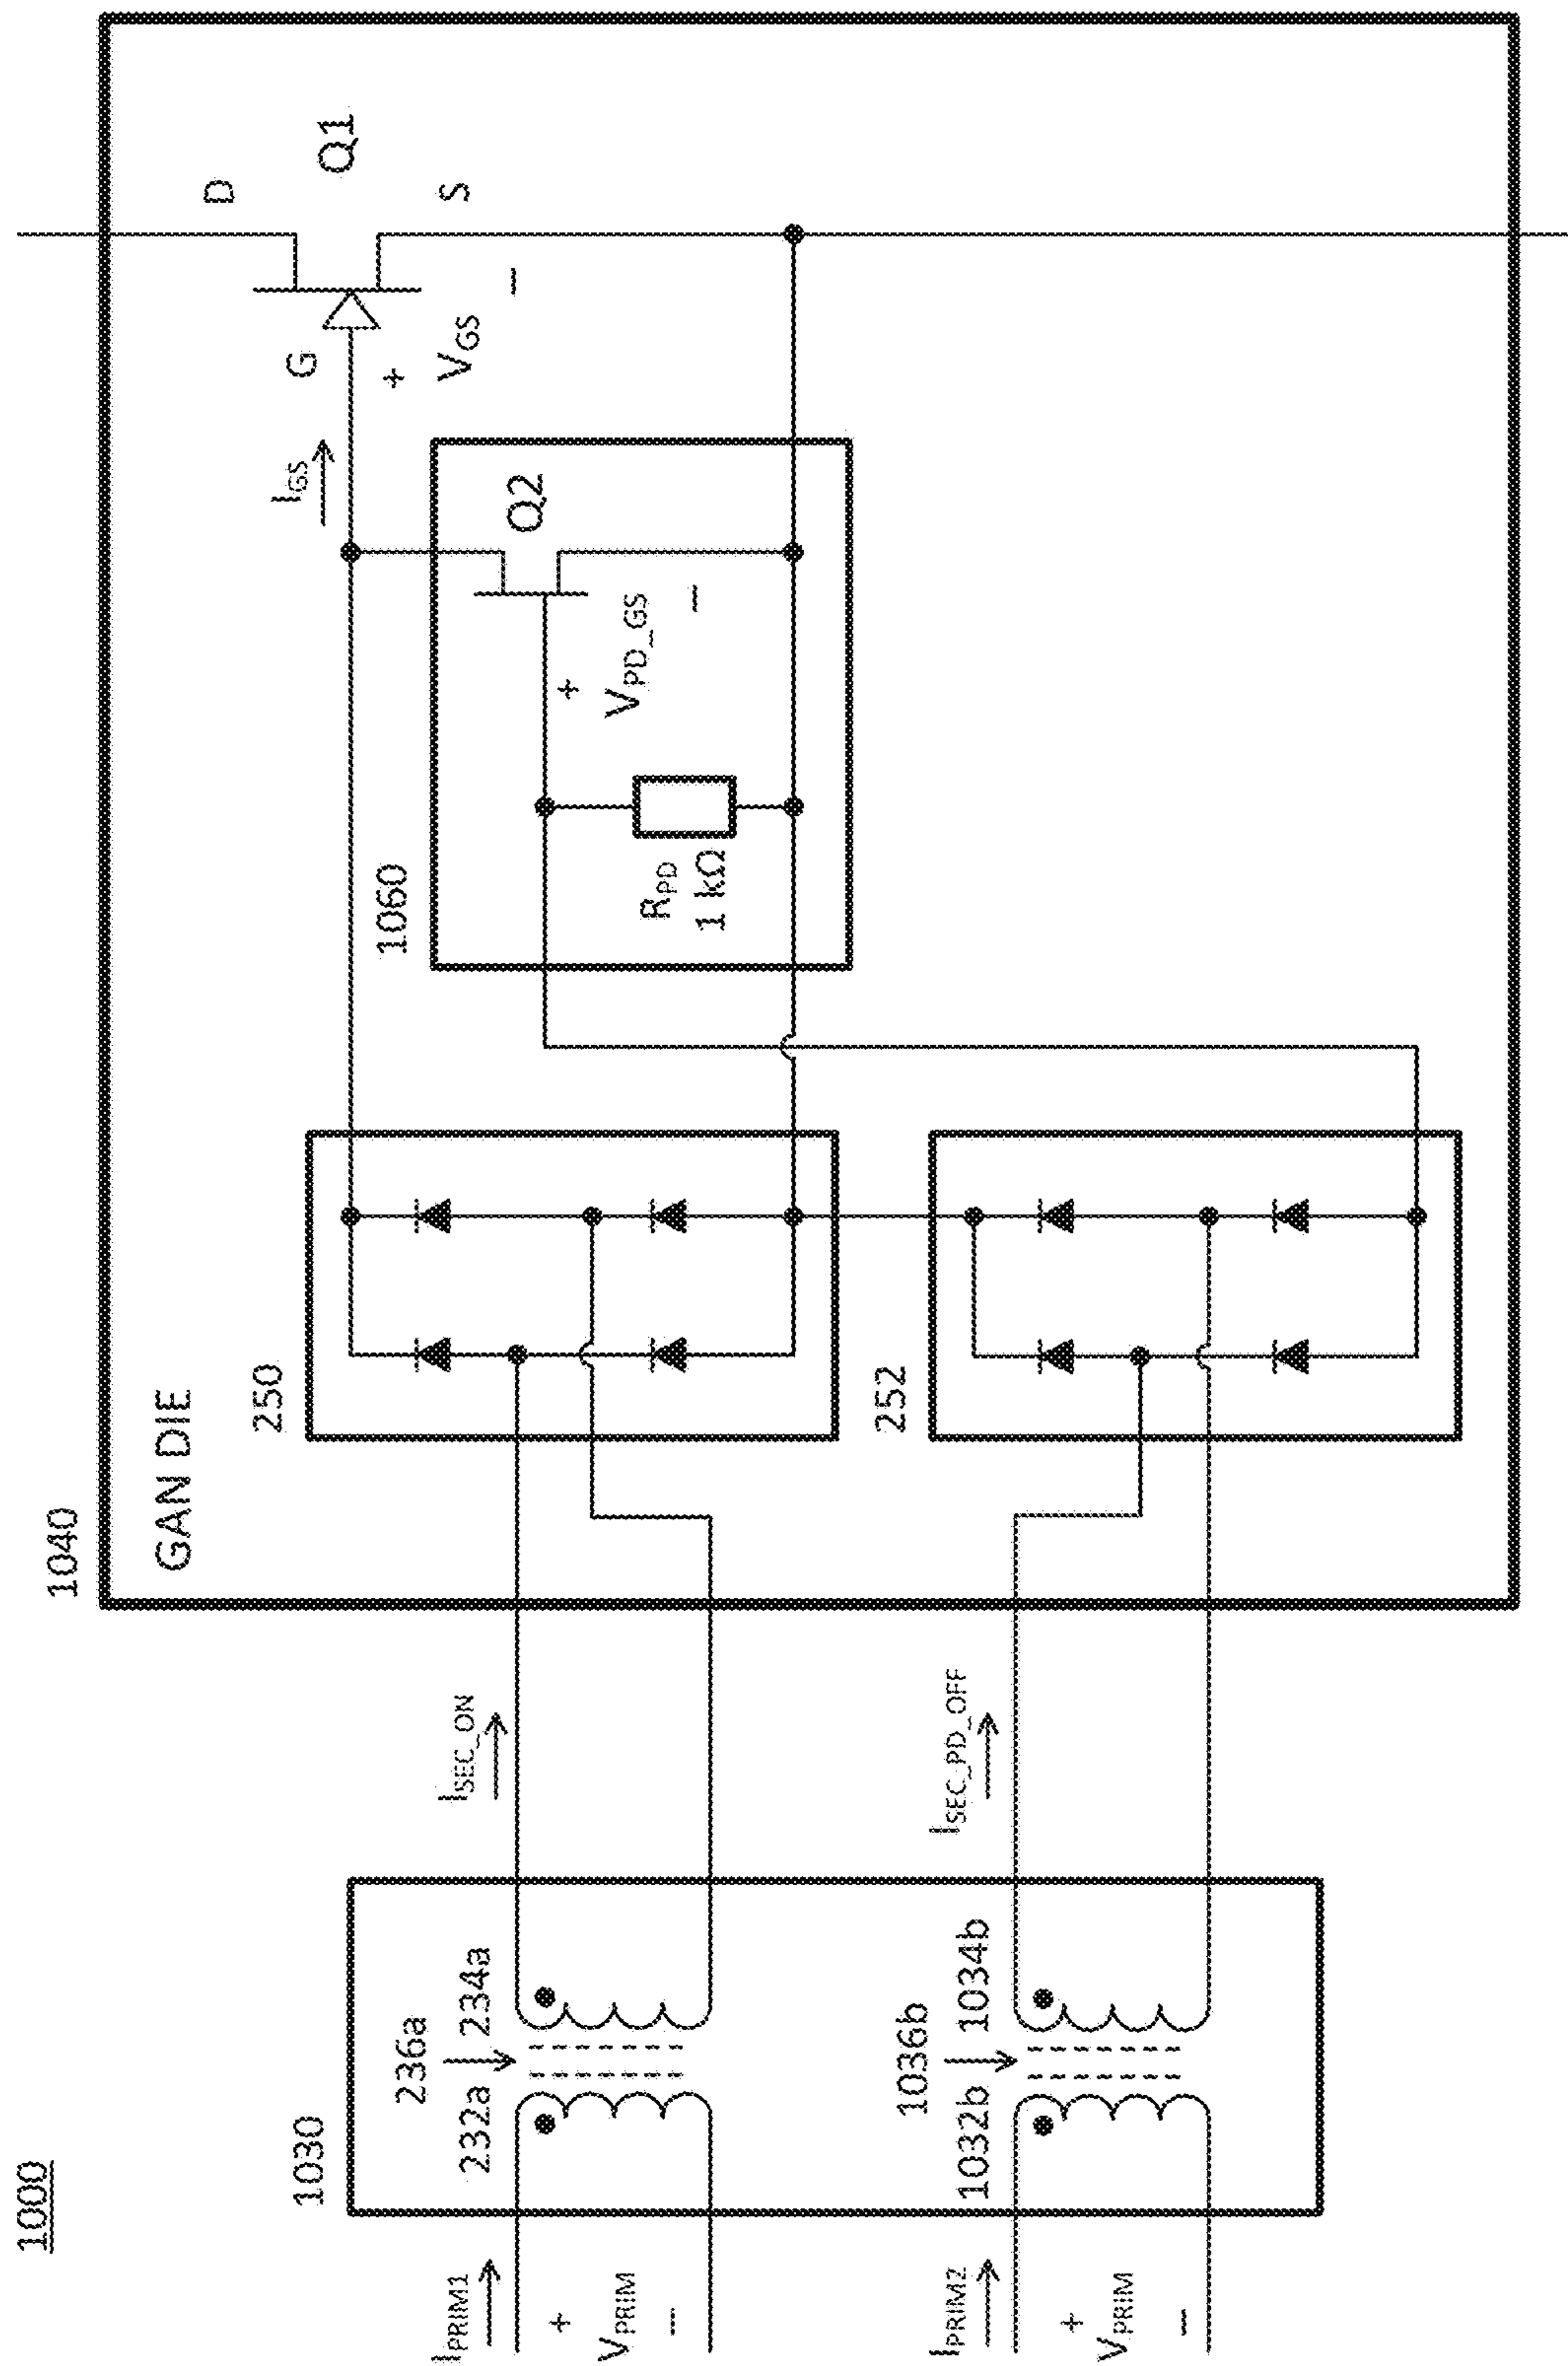 1000
1040
GAN DIE
D
Q1
S
G
+
V_GS
–
I_GS
1060
Q2
+
V_PD_GS
–
R_PD
1 kΩ
250
252
I_SEC_ON
I_SEC_PD_OFF
1030
236a
232a
234a
1036b
1032b
1034b
I_PRIM1
+
V_PRIM
–
I_PRIM2
+
V_PRIM
–